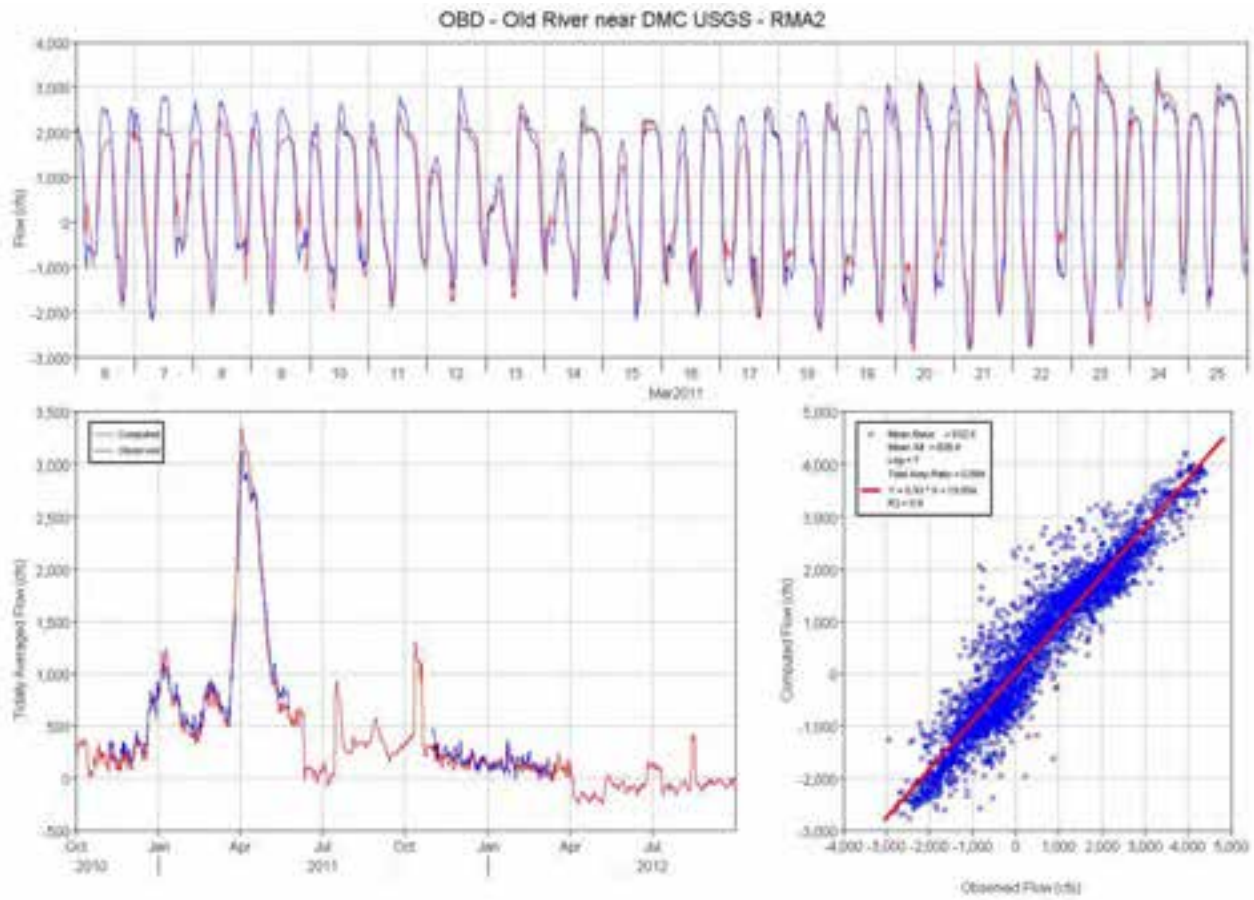 OBD - Old River near DMC USGS - RMA2
4,000
3,000
2,000
1,000
0
-1,000
-2,000
-3,000
Flow (cfs)
6 7 8 9 10 11 12 13 14 15 16 17 18 19 20 21 22 23 24 25
Mar2011
3,500
3,000
2,500
2,000
1,500
1,000
500
0
-500
Tidally Averaged Flow (cfs)
Computed
Observed
Oct Jan Apr Jul Oct Jan Apr Jul
2010 2011 2012
5,000
4,000
3,000
2,000
1,000
0
-1,000
-2,000
-3,000
Computed Flow (cfs)
-4,000 -3,000 -2,000 -1,000 0 1,000 2,000 3,000 4,000 5,000
Observed Flow (cfs)